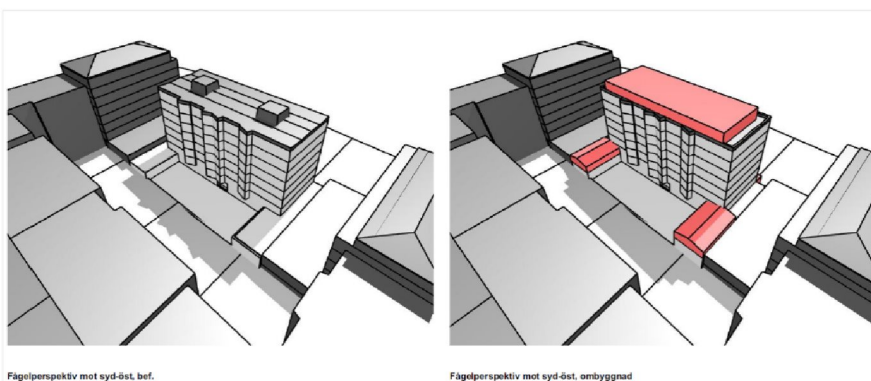 Fågelperspektiv mot syd-öst, bef.
Fågelperspektiv mot syd-öst, ombyggnad